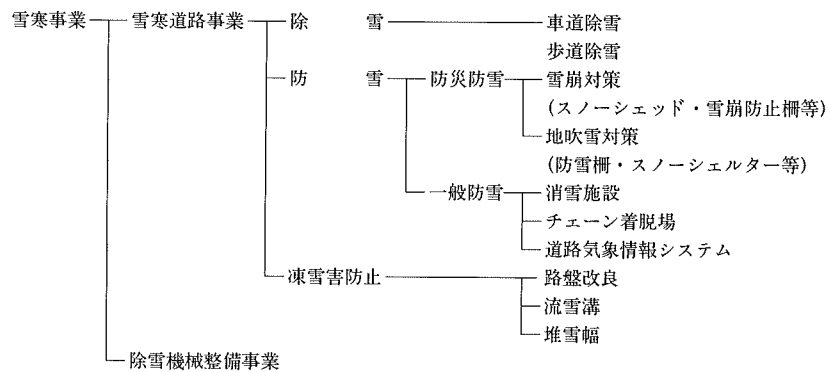 雪寒事業 雪寒道路事業 除 雪 車道除雪
歩道除雪
防 雪 防災防雪 雪崩対策
(スノーシェッド・雪崩防止柵等)
地吹雪対策
(防雪柵・スノーシェルター等)
一般防雪 消雪施設
チェーン着脱場
道路気象情報システム
凍雪害防止 路盤改良
流雪溝
堆雪幅
除雪機械整備事業